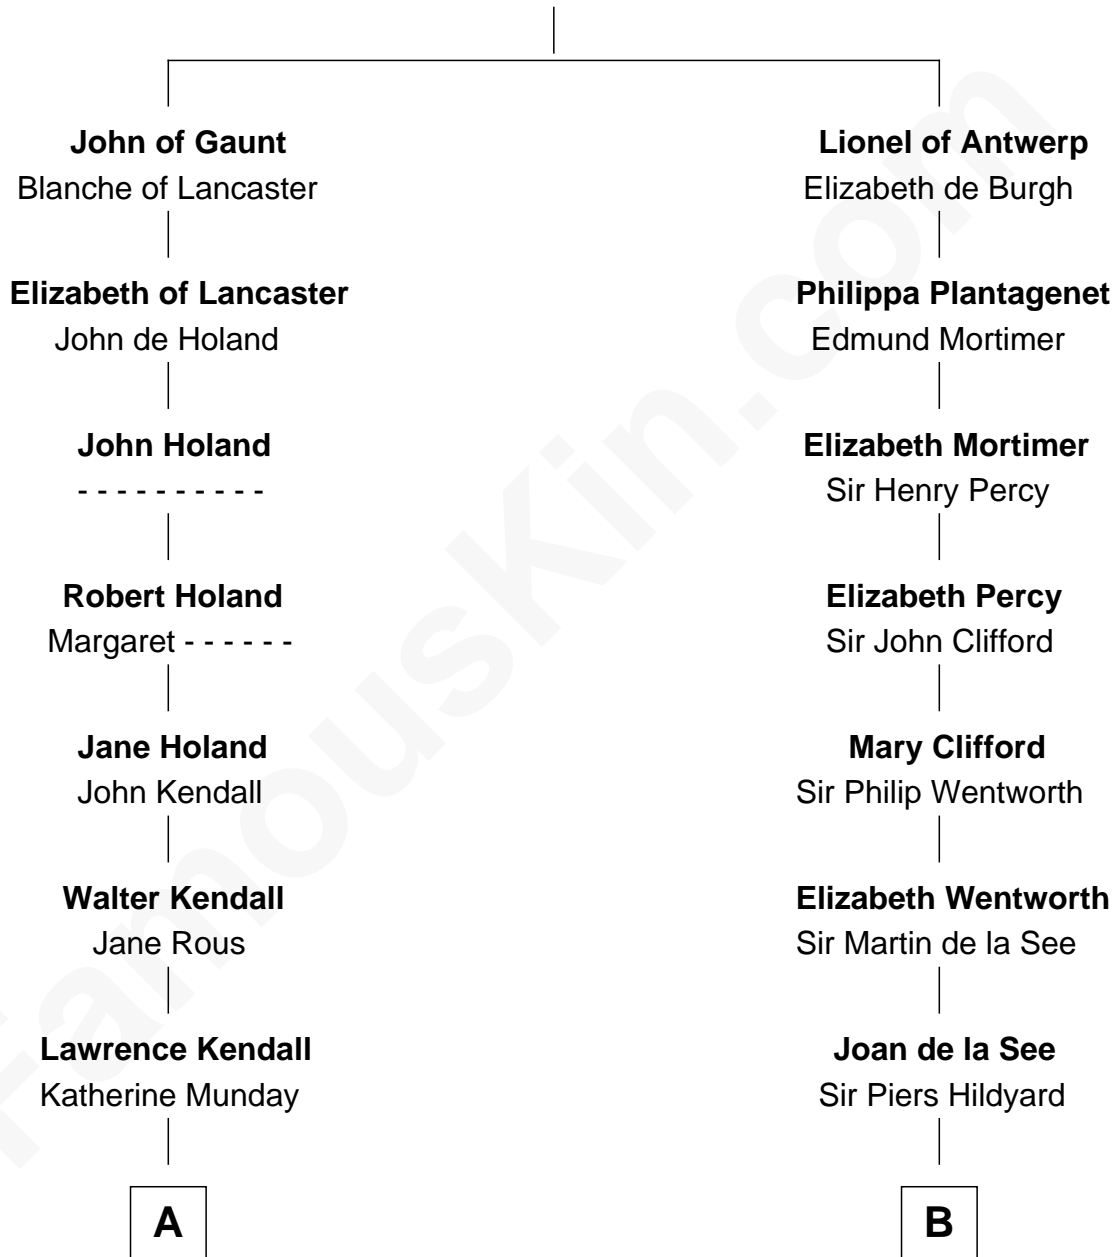 John of Gaunt
Blanche of Lancaster
Elizabeth of Lancaster
John de Holand
John Holand
- - - - - - - - - -
Robert Holand
Margaret - - - - - -
Jane Holand
John Kendall
Walter Kendall
Jane Rous
Lawrence Kendall
Katherine Munday
A
Lionel of Antwerp
Elizabeth de Burgh
Philippa Plantagenet
Edmund Mortimer
Elizabeth Mortimer
Sir Henry Percy
Elizabeth Percy
Sir John Clifford
Mary Clifford
Sir Philip Wentworth
Elizabeth Wentworth
Sir Martin de la See
Joan de la See
Sir Piers Hildyard
B
FamousKin.com